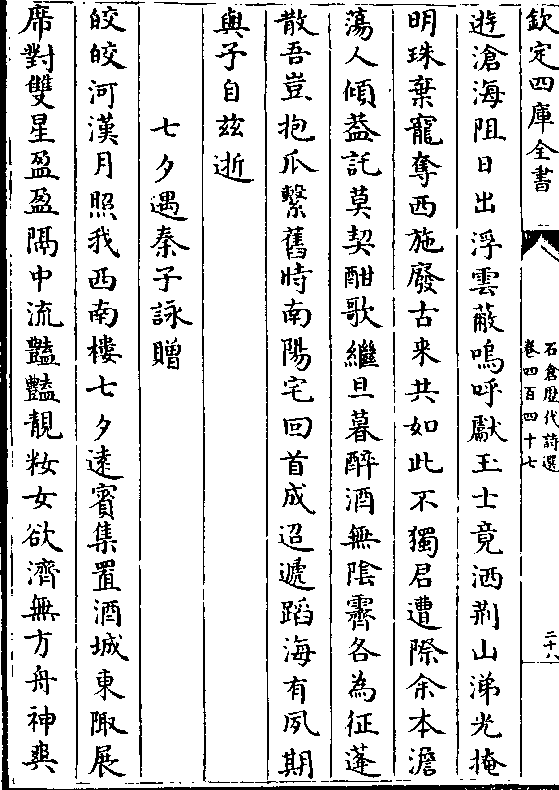 欽定四庫全書
石倉歷代詩選
卷四百四十七
二十八
遊滄海阻日出浮雲蔽嗚呼獻玉士竟洒荆山涕光掩
明珠棄寵奪西施廢古来共如此不獨君遭際余本澹
蕩人傾葢託莫契酣歌繼旦暮醉酒無陰霽各為征蓬
散吾豈抱瓜繫舊時南陽宅回首成迢遞蹈海有夙期
與子自兹逝
七夕遇秦子詠贈
皎皎河漢月照我西南樓七夕遠賓集置酒城東陬展
席對雙星盈盈隅中流豔豔靚粧女欲濟無方舟神爽